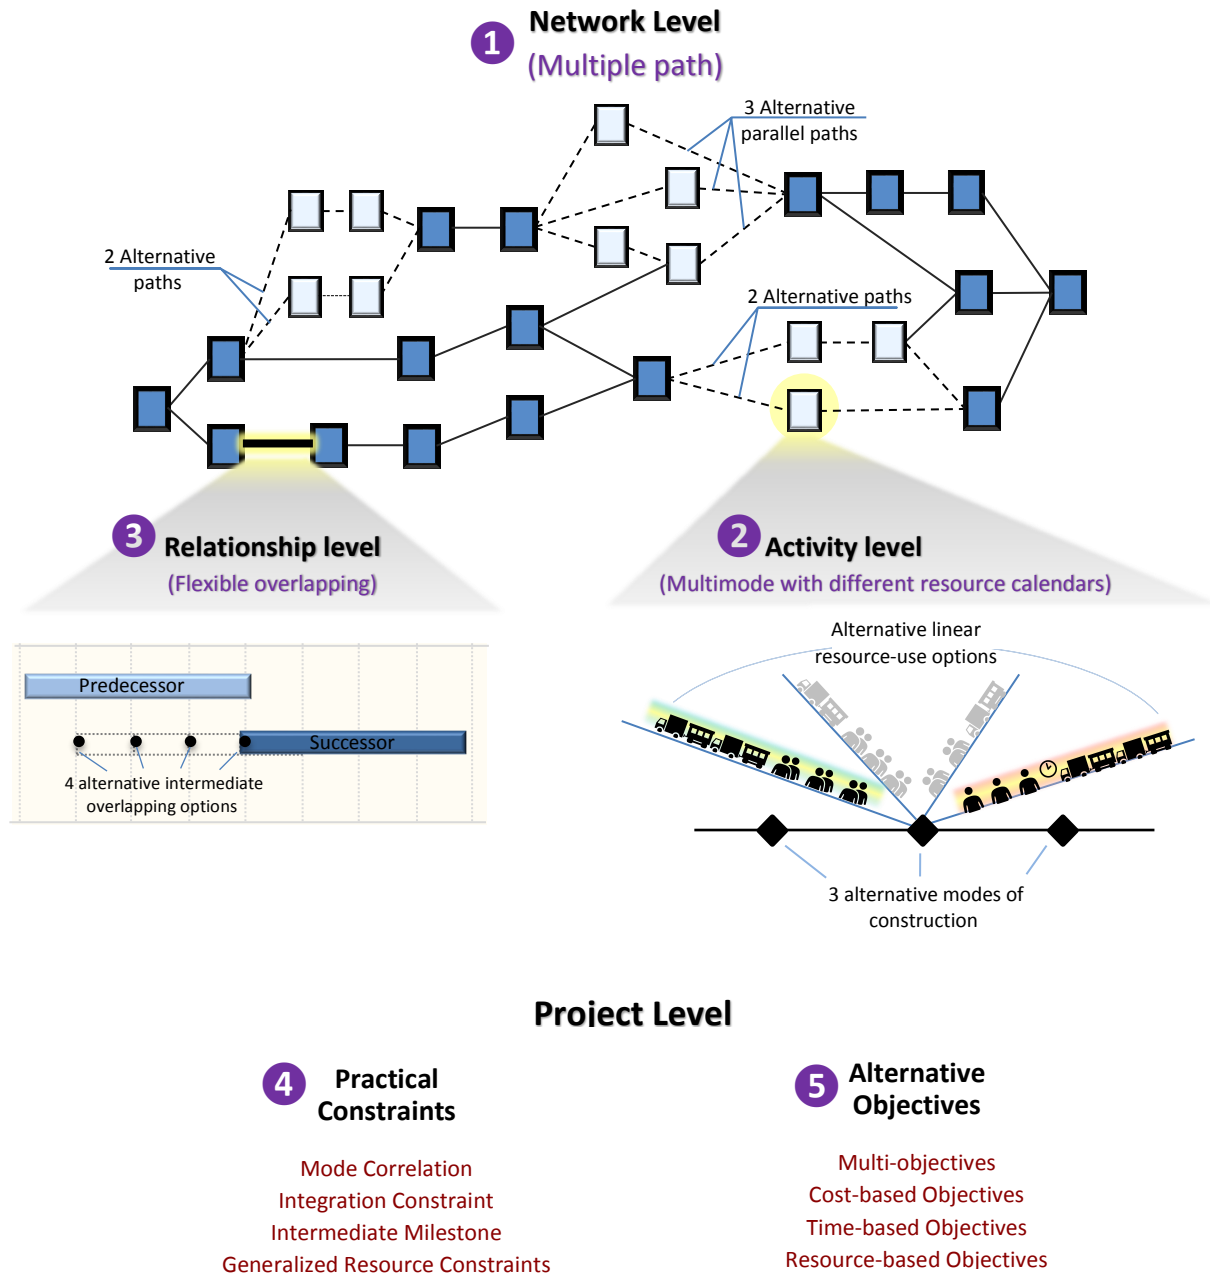 1
Network Level
(Multiple path)
3 Alternative
parallel paths
2 Alternative
paths
2 Alternative paths
3
Relationship level
(Flexible overlapping)
2
Activity level
(Multimode with different resource calendars)
Predecessor
Successor
4 alternative intermediate
overlapping options
Alternative linear
resource-use options
3 alternative modes of
construction
Project Level
4
Practical
Constraints
Mode Correlation
Integration Constraint
Intermediate Milestone
Generalized Resource Constraints
5
Alternative
Objectives
Multi-objectives
Cost-based Objectives
Time-based Objectives
Resource-based Objectives